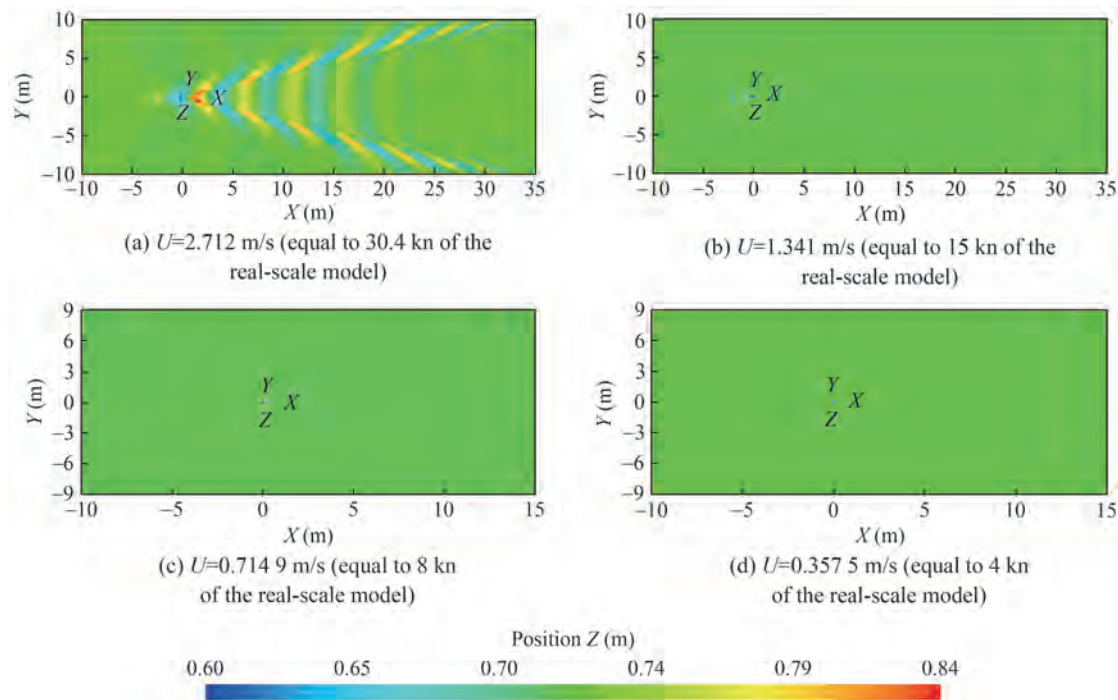 10
5
0
−5
−10
Y (m)
Y
X
Z
−10 −5 0 5 10 15 20 25 30 35
X (m)
(a) U=2.712 m/s (equal to 30.4 kn of the
real-scale model)
10
5
0
−5
−10
Y (m)
Y
X
Z
−10 −5 0 5 10 15 20 25 30 35
X (m)
(b) U=1.341 m/s (equal to 15 kn of the
real-scale model)
9
6
3
0
−3
−6
−9
Y (m)
Y
X
Z
−10 −5 0 5 10 15
X (m)
(c) U=0.714 9 m/s (equal to 8 kn
of the real-scale model)
9
6
3
0
−3
−6
−9
Y (m)
Y
X
Z
−10 −5 0 5 10 15
X (m)
(d) U=0.357 5 m/s (equal to 4 kn
of the real-scale model)
Position Z (m)
0.60 0.65 0.70 0.74 0.79 0.84